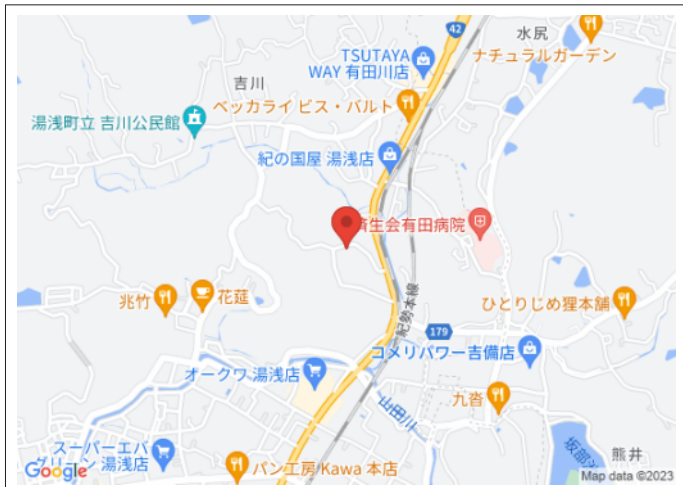 42
水尻
ナチュラルガーデン
TSUTAYA
WAY 有田川店
吉川
ベッカライ ビス・バルト
湯浅町立 吉川公民館
紀の国屋 湯浅店
済生会有田病院
兆竹
花莚
紀勢本線
ひとりじめ狸本舗
179
コメリパワー吉備店
オークワ 湯浅店
山田川
九沓
スーパーエバ
グリーン 湯浅店
パン工房 Kawa 本店
坂部池
熊井
Google
Map data ©2023